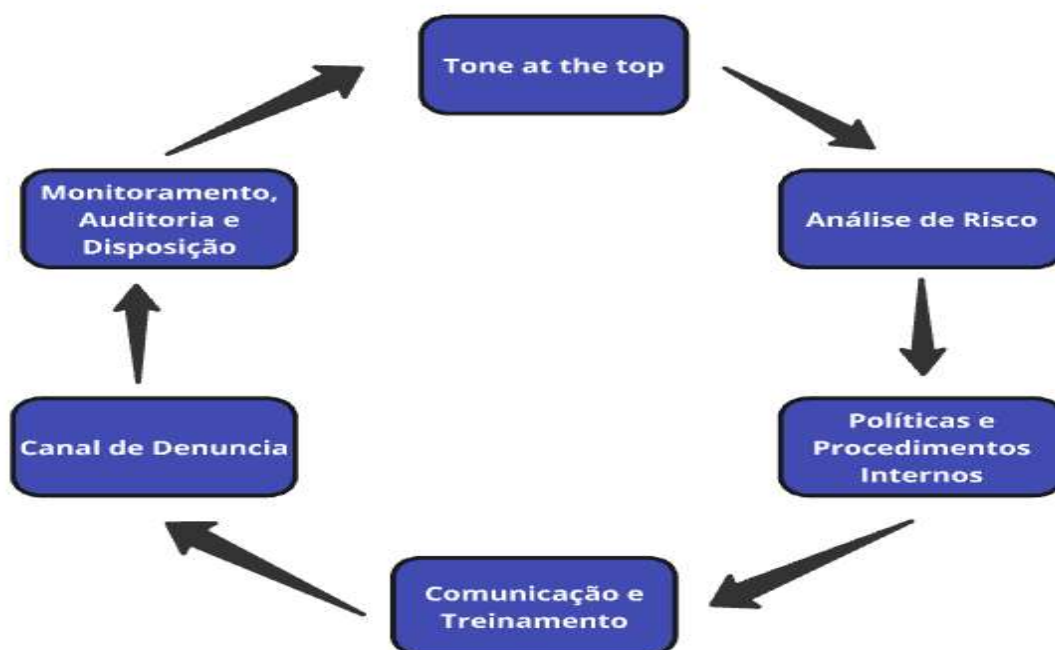 Tone at the top
Análise de Risco
Políticas e
Procedimentos
Internos
Comunicação e
Treinamento
Canal de Denuncia
Monitoramento,
Auditoria e
Disposição